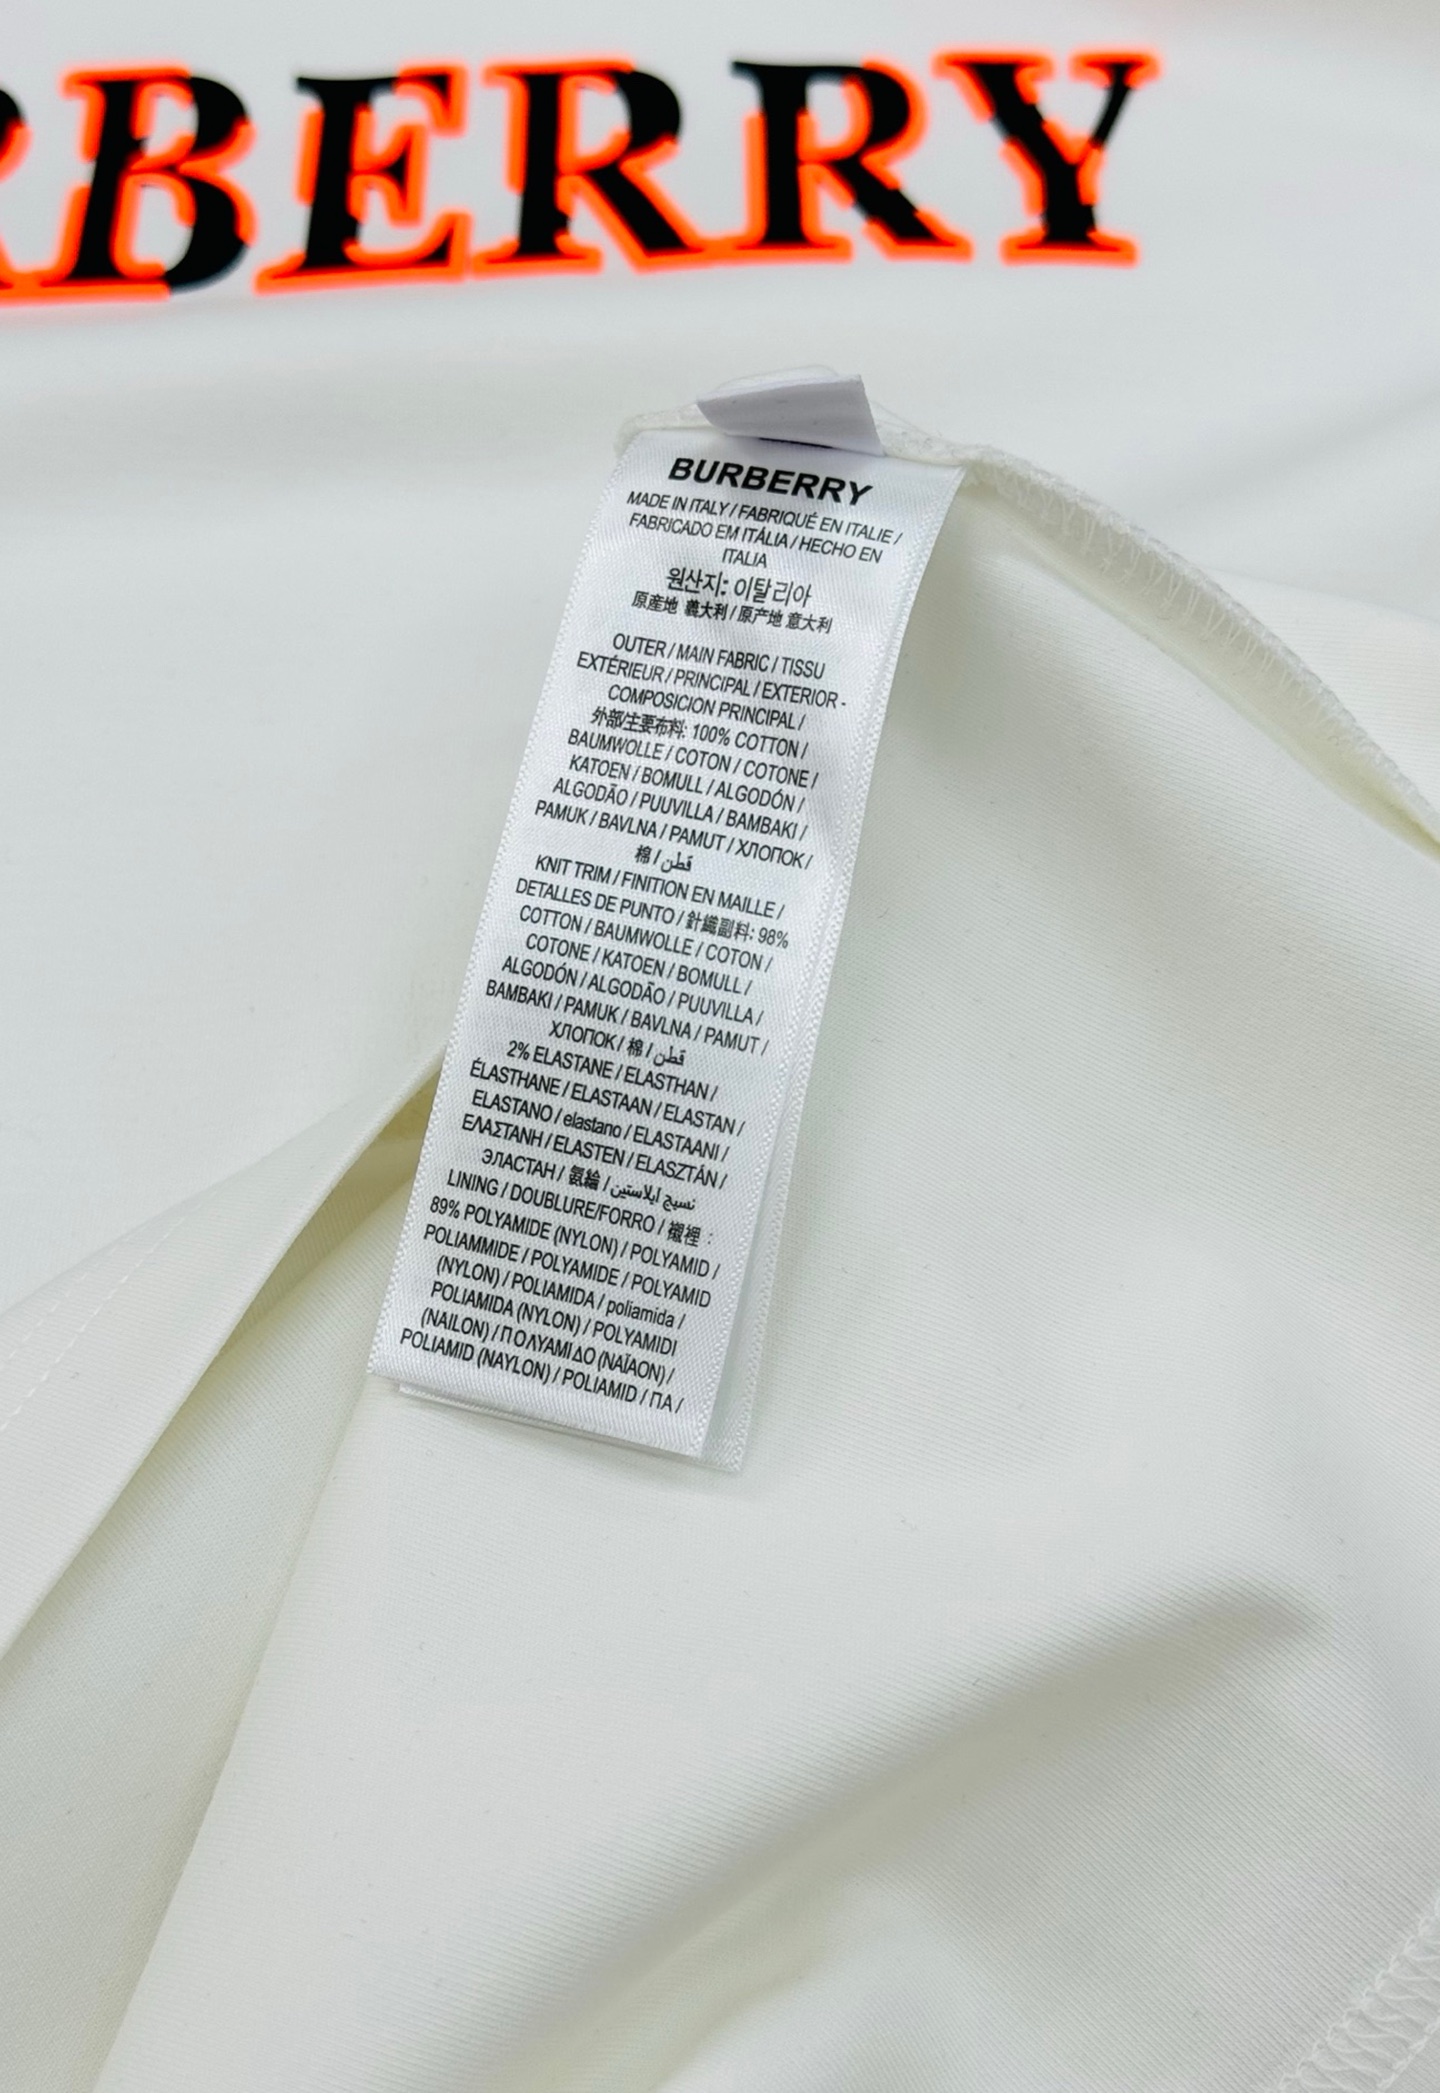 RBERRY
BURBERRY
MADE IN ITALY / FABRIQUÉ EN ITALIE /
FABRICADO EM ITÁLIA / HECHO EN
ITALIA
원산지: 이탈리아
原産地 義大利 / 原产地 意大利
OUTER / MAIN FABRIC / TISSU
EXTÉRIEUR / PRINCIPAL / EXTERIOR -
COMPOSICION PRINCIPAL /
外部/主要布料: 100% COTTON /
BAUMWOLLE / COTON / COTONE /
KATOEN / BOMULL / ALGODÓN /
ALGODÃO / PUUVILLA / BAMBAKI /
PAMUK / BAVLNA / PAMUT / ХЛОПОК /
棉 / قطن
KNIT TRIM / FINITION EN MAILLE /
DETALLES DE PUNTO / 針織副料: 98%
COTTON / BAUMWOLLE / COTON /
COTONE / KATOEN / BOMULL /
ALGODÓN / ALGODÃO / PUUVILLA /
BAMBAKI / PAMUK / BAVLNA / PAMUT /
ХЛОПОК / 棉 / قطن
2% ELASTANE / ELASTHAN /
ÉLASTHANE / ELASTAAN / ELASTAN /
ELASTANO / elastano / ELASTAANI /
ΕΛΑΣΤΑΝΗ / ELASTEN / ELASZTÁN /
ЭЛАСТАН / 氨綸 / نسيج ايلاستين
LINING / DOUBLURE/FORRO / 襯裡 :
89% POLYAMIDE (NYLON) / POLYAMID /
POLIAMMIDE / POLYAMIDE / POLYAMID
(NYLON) / POLIAMIDA / poliamida /
POLIAMIDA (NYLON) / POLYAMIDI
(NAILON) / ΠΟΛΥΑΜΙΔΟ (ΝΑΪΛΟΝ) /
POLIAMID (NAYLON) / POLIAMID / ПА /